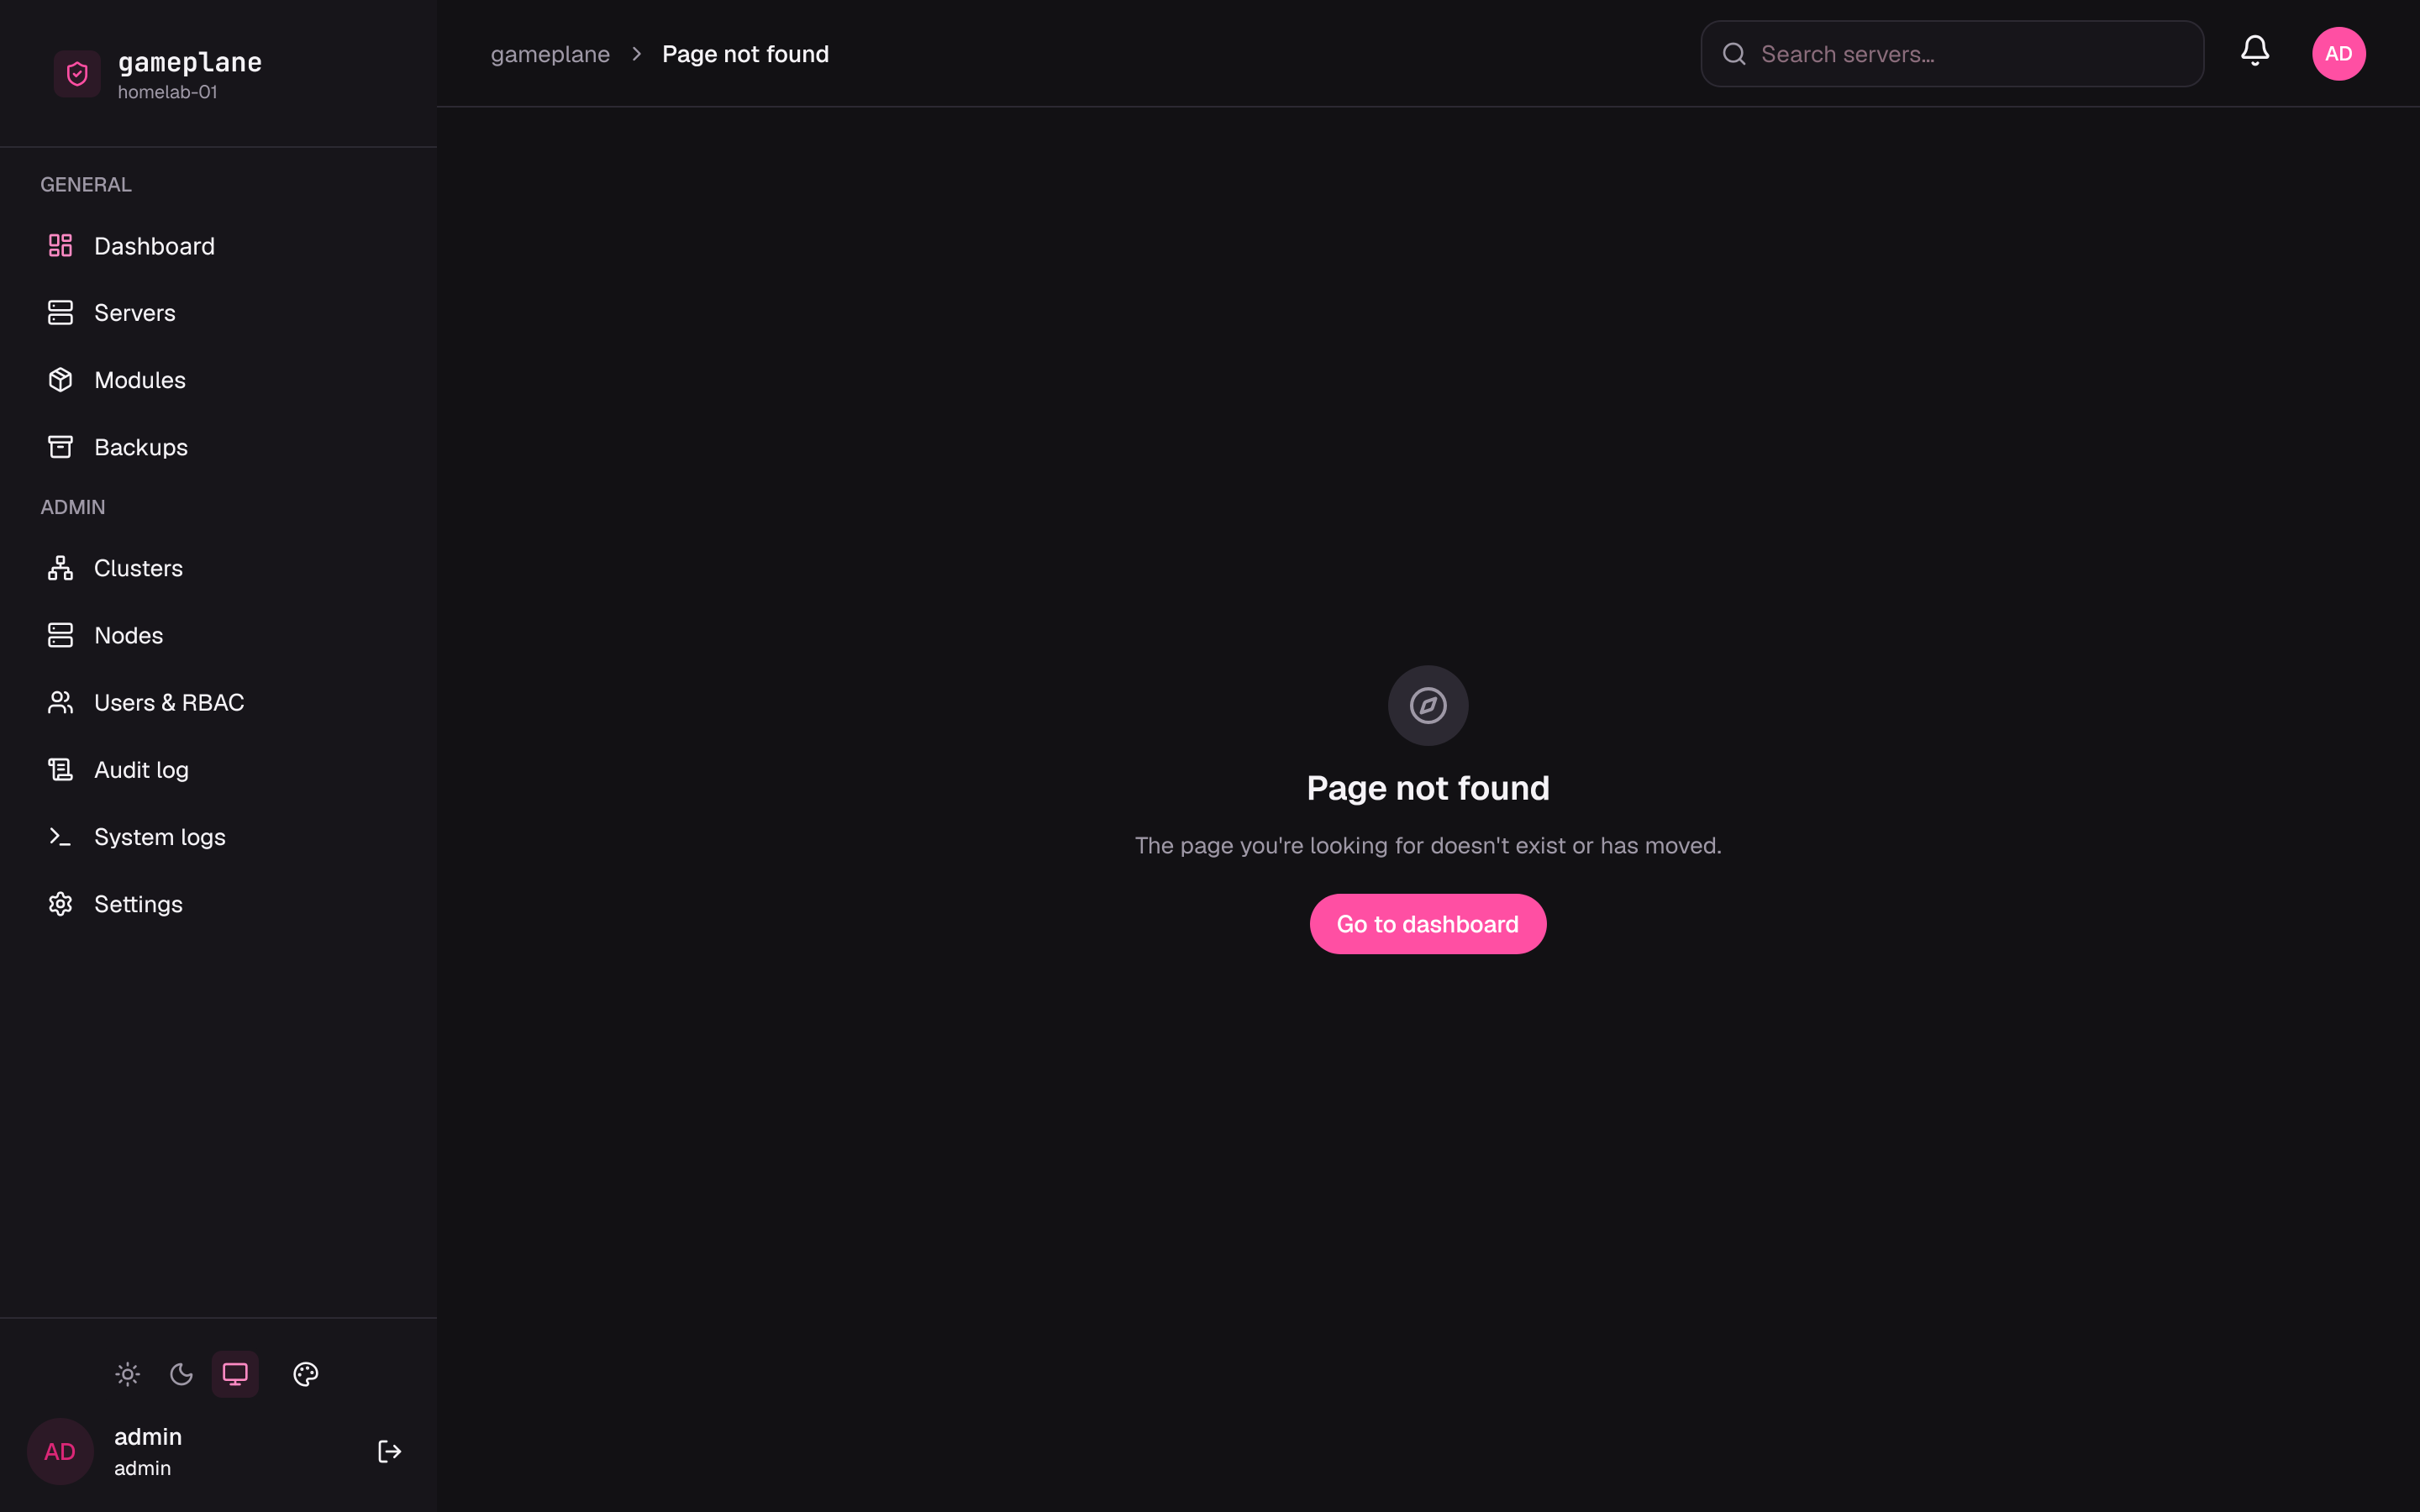 gameplane
homelab-01
GENERAL
Dashboard
Servers
Modules
Backups
ADMIN
Clusters
Nodes
Users & RBAC
Audit log
System logs
Settings
AD
admin
admin
gameplane > Page not found
Search servers...
AD
Page not found
The page you're looking for doesn't exist or has moved.
Go to dashboard